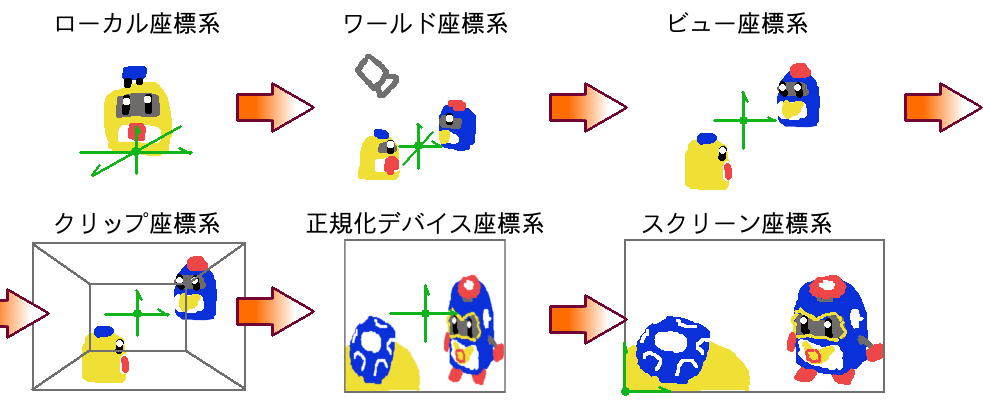 ローカル座標系
ワールド座標系
ビュー座標系
クリップ座標系
正規化デバイス座標系
スクリーン座標系